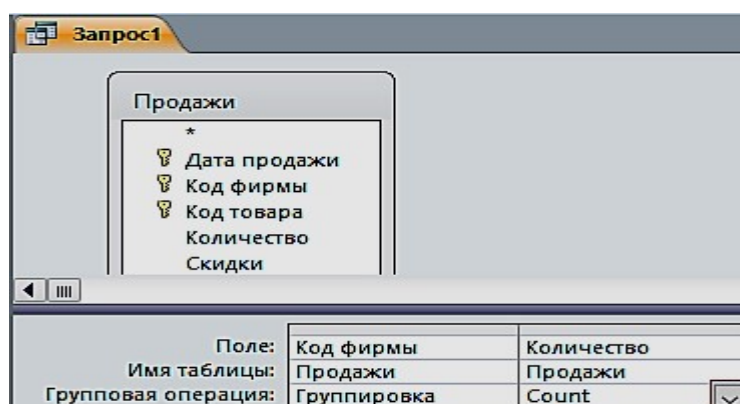 Запрос1
Продажи
*
Дата продажи
Код фирмы
Код товара
Количество
Скидки
Поле: Код фирмы Количество
Имя таблицы: Продажи Продажи
Групповая операция: Группировка Count